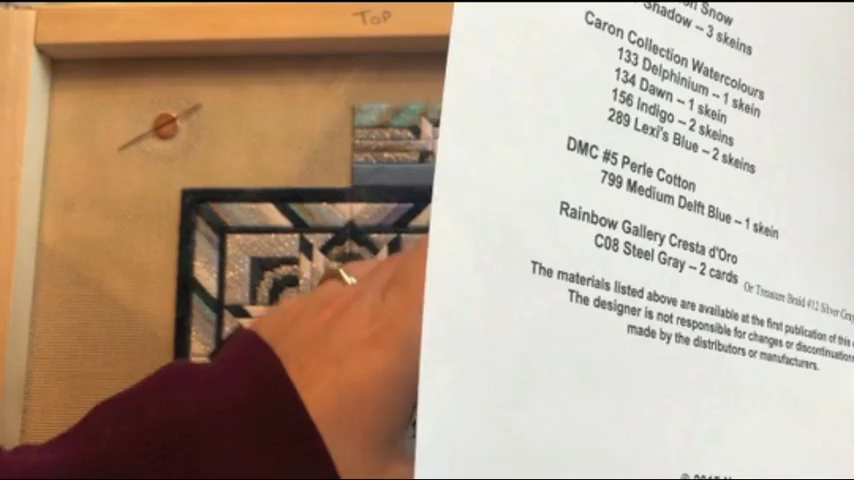 TOP
Snow
Shadow – 3 skeins
Caron Collection Watercolours
133 Delphinium – 1 skein
134 Dawn – 1 skein
156 Indigo – 2 skeins
289 Lexi's Blue – 2 skeins
DMC #5 Perle Cotton
799 Medium Delft Blue – 1 skein
Rainbow Gallery Cresta d'Oro
C08 Steel Gray – 2 cards Or Treasure Braid #12 Silver
The materials listed above are available at the first publication of this
The designer is not responsible for changes or discontinuations
made by the distributors or manufacturers.